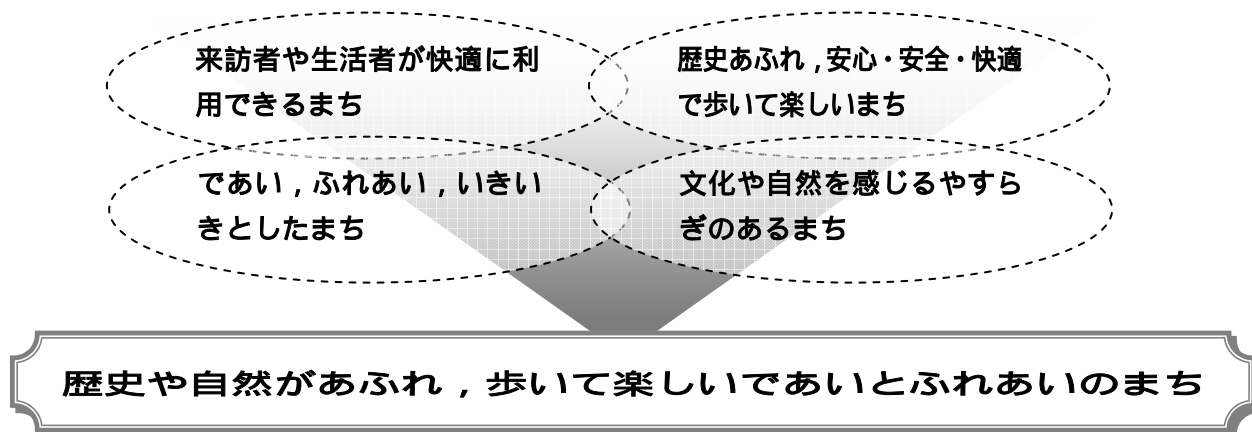 来訪者や生活者が快適に利
用できるまち
歴史あふれ，安心・安全・快適
で歩いて楽しいまち
であい，ふれあい，いきい
きとしたまち
文化や自然を感じるやすら
ぎのあるまち
歴史や自然があふれ，歩いて楽しいであいとふれあいのまち